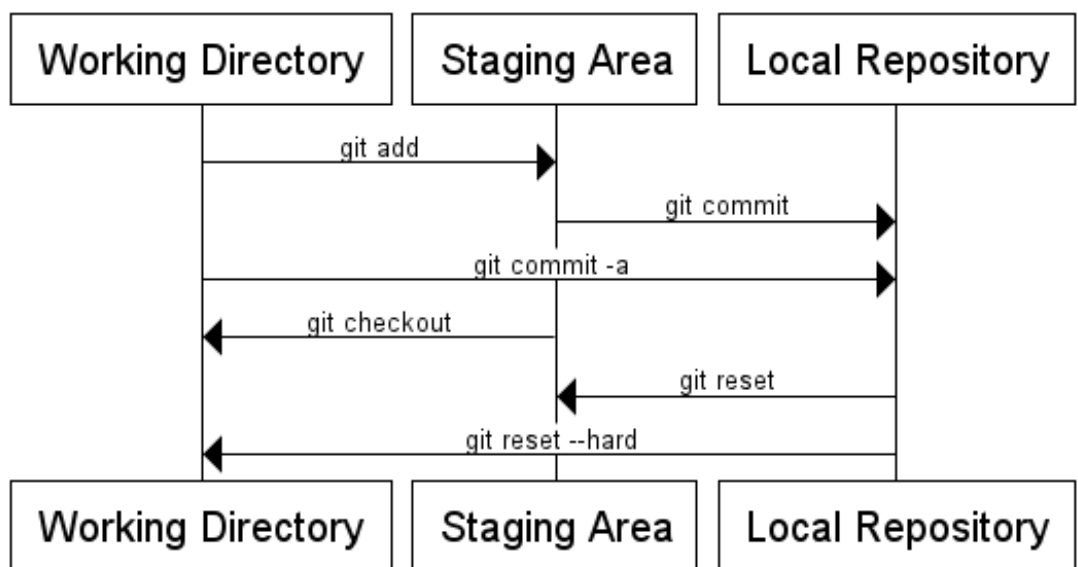 Working Directory
Staging Area
Local Repository
git add
git commit
git commit -a
git checkout
git reset
git reset --hard
Working Directory
Staging Area
Local Repository